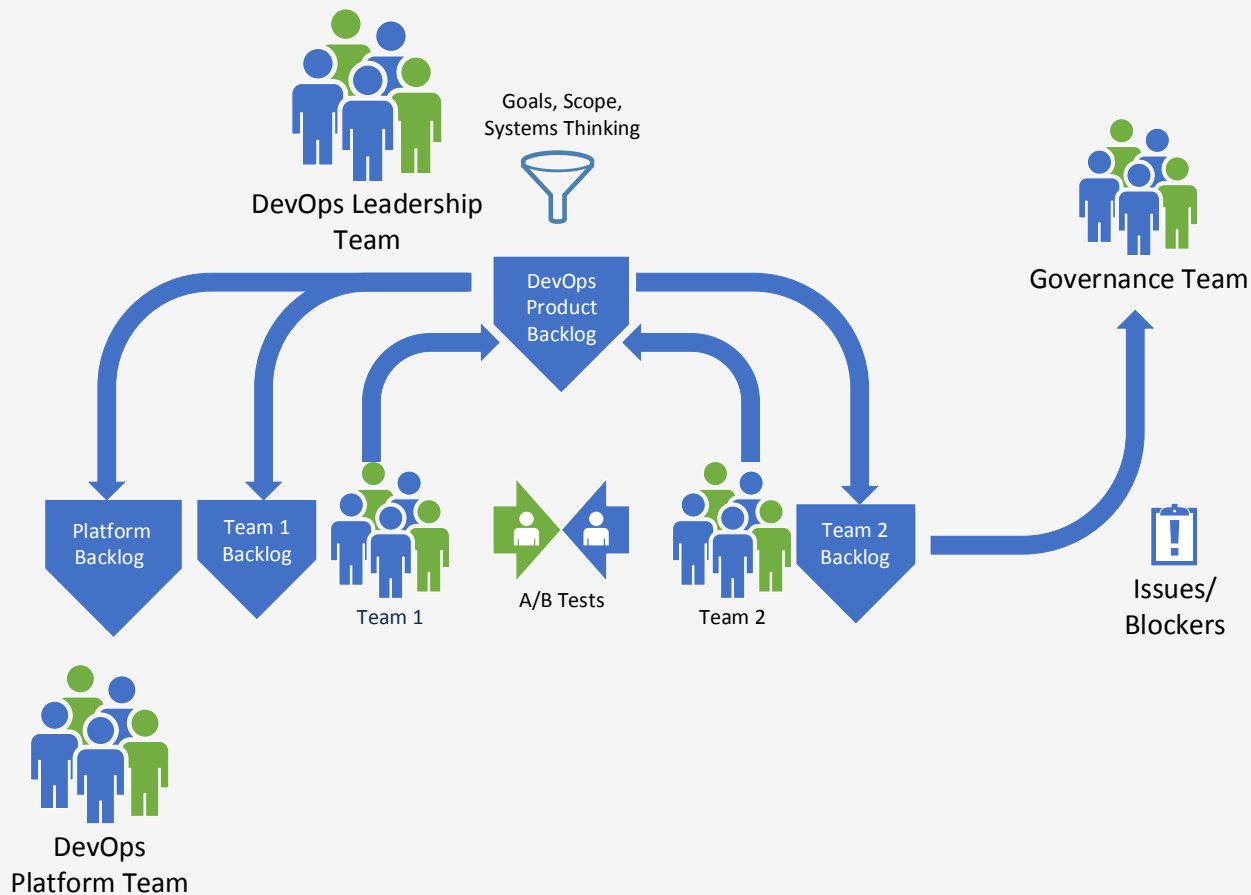 Goals, Scope,
Systems Thinking
DevOps Leadership
Team
Governance Team
DevOps
Product
Backlog
Platform
Backlog
Team 1
Backlog
Team 1
A/B Tests
Team 2
Team 2
Backlog
Issues/
Blockers
DevOps
Platform Team